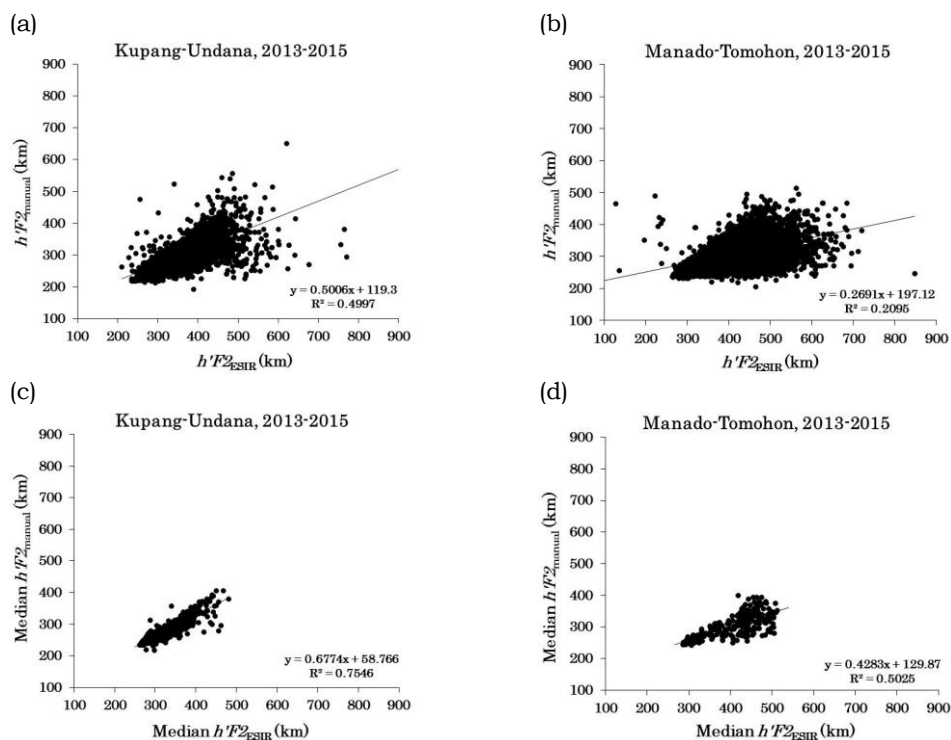 (a)
Kupang-Undana, 2013-2015
900
800
700
600
500
400
300
200
100
h'F2manual (km)
y = 0.5006x + 119.3
R² = 0.4997
100 200 300 400 500 600 700 800 900
h'F2ESIR (km)
(b)
Manado-Tomohon, 2013-2015
900
800
700
600
500
400
300
200
100
h'F2manual (km)
y = 0.2691x + 197.12
R² = 0.2095
100 200 300 400 500 600 700 800 900
h'F2ESIR (km)
(c)
Kupang-Undana, 2013-2015
900
800
700
600
500
400
300
200
100
Median h'F2manual (km)
y = 0.6774x + 58.766
R² = 0.7546
100 200 300 400 500 600 700 800 900
Median h'F2ESIR (km)
(d)
Manado-Tomohon, 2013-2015
900
800
700
600
500
400
300
200
100
Median h'F2manual (km)
y = 0.4283x + 129.87
R² = 0.5025
100 200 300 400 500 600 700 800 900
Median h'F2ESIR (km)